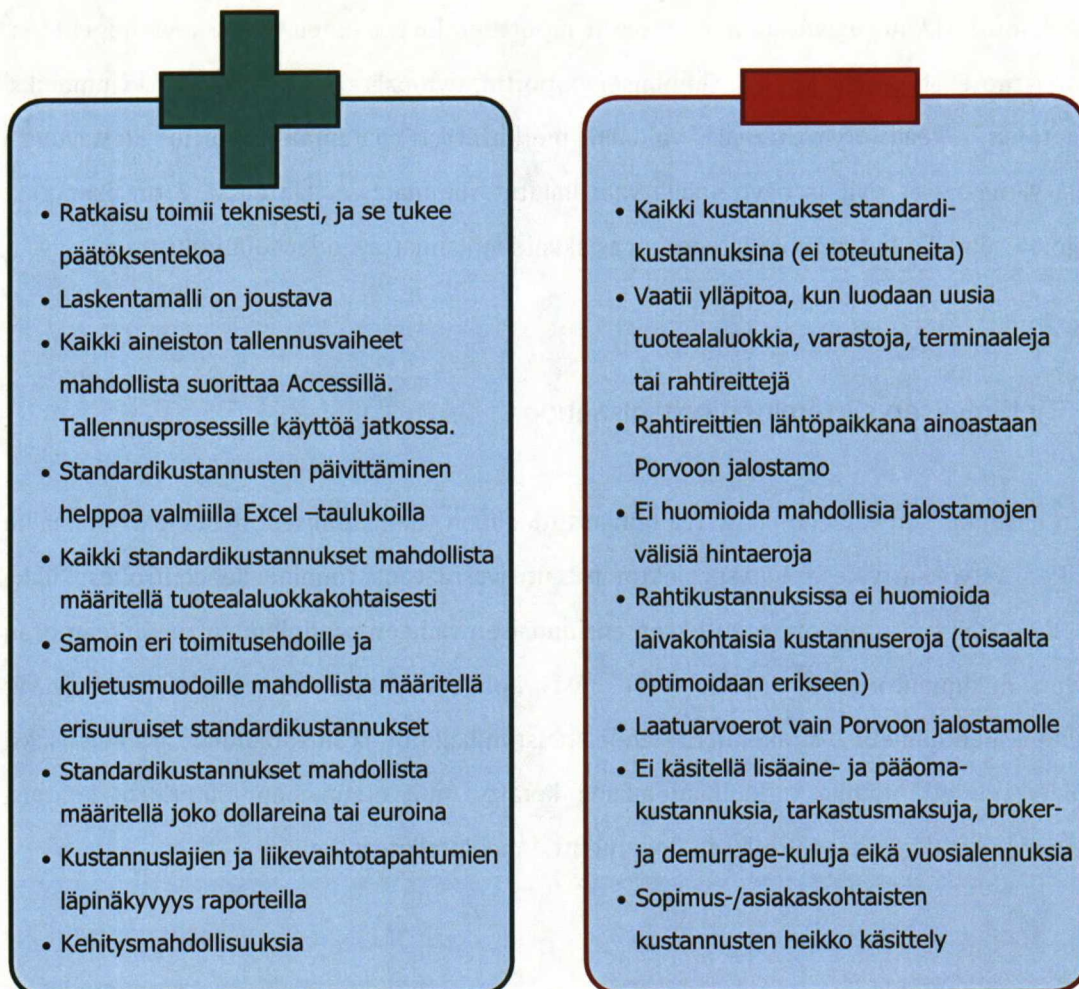 • Ratkaisu toimii teknisesti, ja se tukee
päätöksentekoa
• Laskentamalli on joustava
• Kaikki aineiston tallennusvaiheet
mahdollista suorittaa Accessillä.
Tallennusprosessille käyttöä jatkossa.
• Standardikustannusten päivittäminen
helppoa valmiilla Excel –taulukoilla
• Kaikki standardikustannukset mahdollista
määritellä tuotealaluokkakohtaisesti
• Samoin eri toimitusehdoille ja
kuljetusmuodoille mahdollista määritellä
erisuuruiset standardikustannukset
• Standardikustannukset mahdollista
määritellä joko dollareina tai euroina
• Kustannuslajien ja liikevaihtotapahtumien
läpinäkyvyys raporteilla
• Kehitysmahdollisuuksia
• Kaikki kustannukset standardi-
kustannuksina (ei toteutuneita)
• Vaatii ylläpitoa, kun luodaan uusia
tuotealaluokkia, varastoja, terminaaleja
tai rahtireittejä
• Rahtireittien lähtöpaikkana ainoastaan
Porvoon jalostamo
• Ei huomioida mahdollisia jalostamojen
välisiä hintaeroja
• Rahtikustannuksissa ei huomioida
laivakohtaisia kustannuseroja (toisaalta
optimoidaan erikseen)
• Laatuarvoerot vain Porvoon jalostamolle
• Ei käsitellä lisäaine- ja pääoma-
kustannuksia, tarkastusmaksuja, broker-
ja demurrage-kuluja eikä vuosialennuksia
• Sopimus-/asiakaskohtaisten
kustannusten heikko käsittely